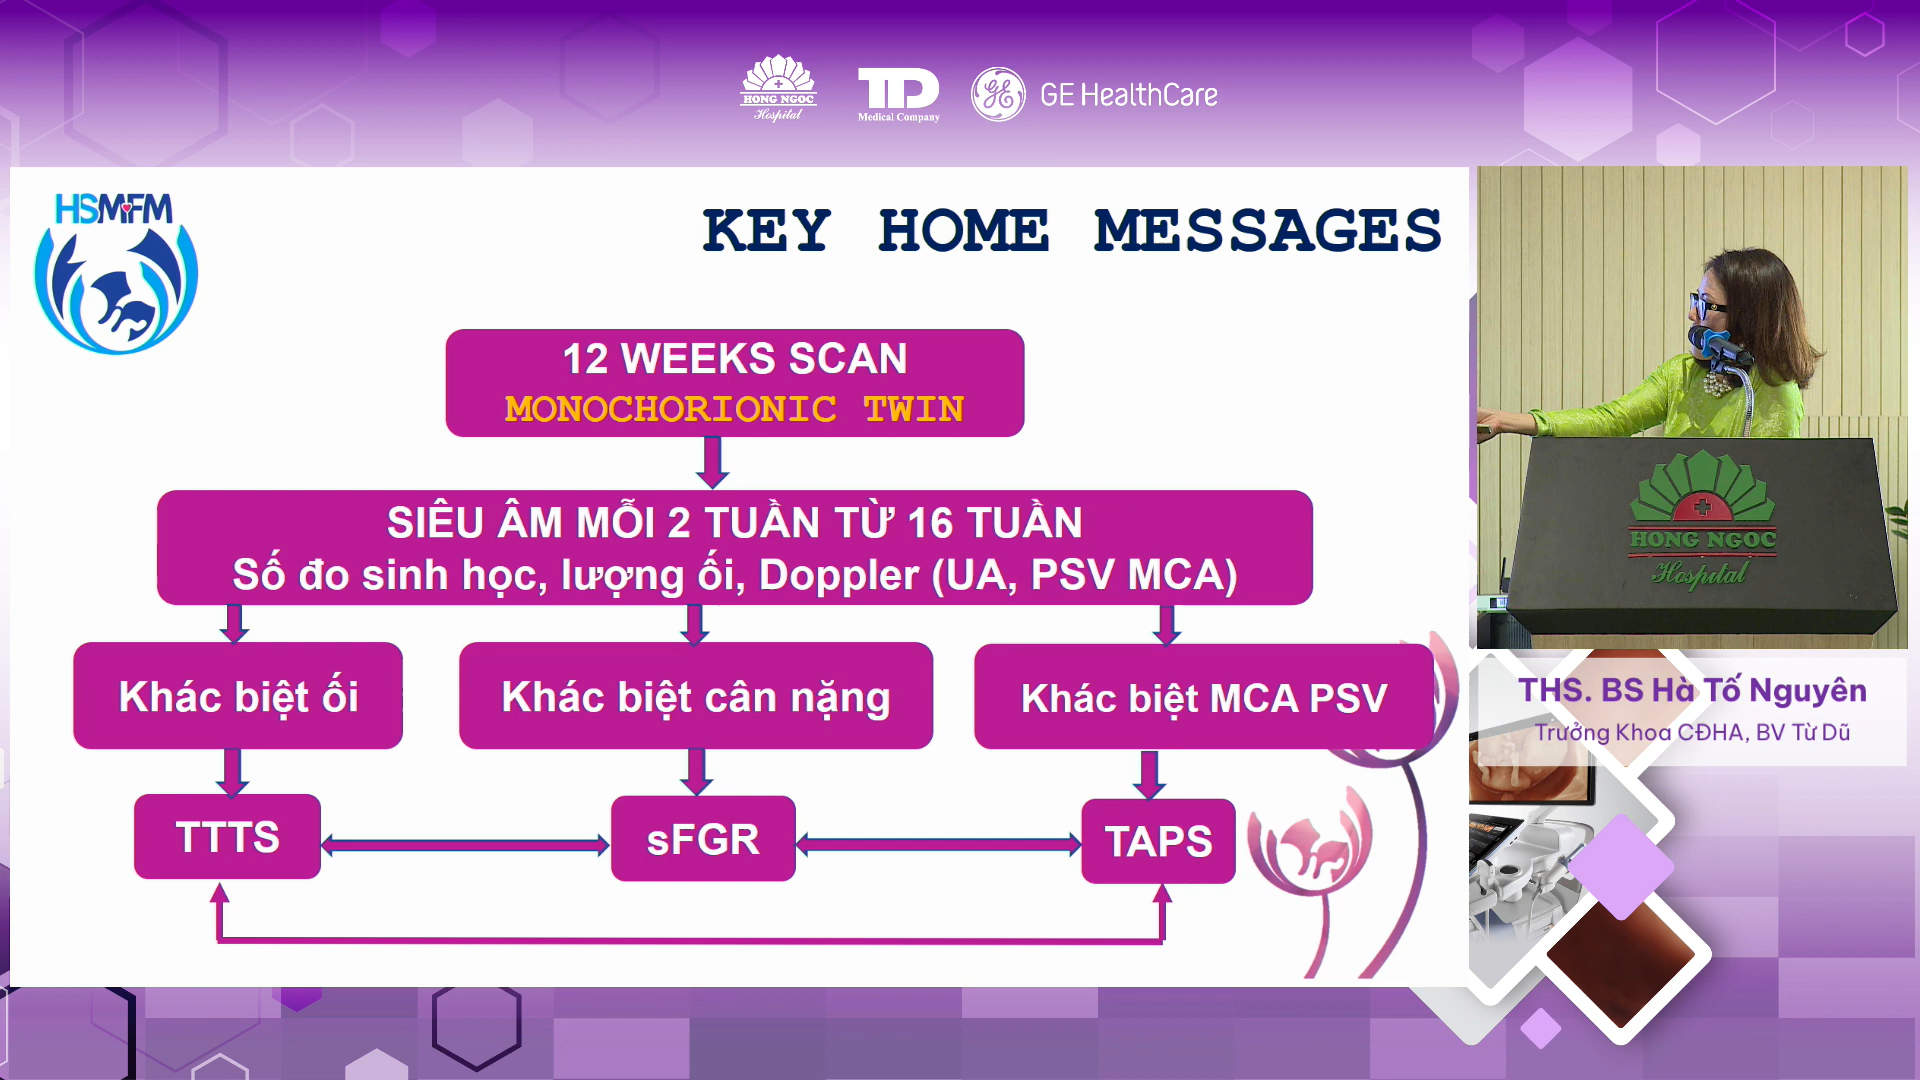 HONG NGOC
Hospital
TD
Medical Company
GE HealthCare
HSMFM
KEY HOME MESSAGES
12 WEEKS SCAN
MONOCHORIONIC TWIN
SIÊU ÂM MỖI 2 TUẦN TỪ 16 TUẦN
Số đo sinh học, lượng ối, Doppler (UA, PSV MCA)
Khác biệt ối
Khác biệt cân nặng
Khác biệt MCA PSV
TTTS
sFGR
TAPS
HONG NGOC
Hospital
THS. BS Hà Tố Nguyên
Trưởng Khoa CĐHA, BV Từ Dũ